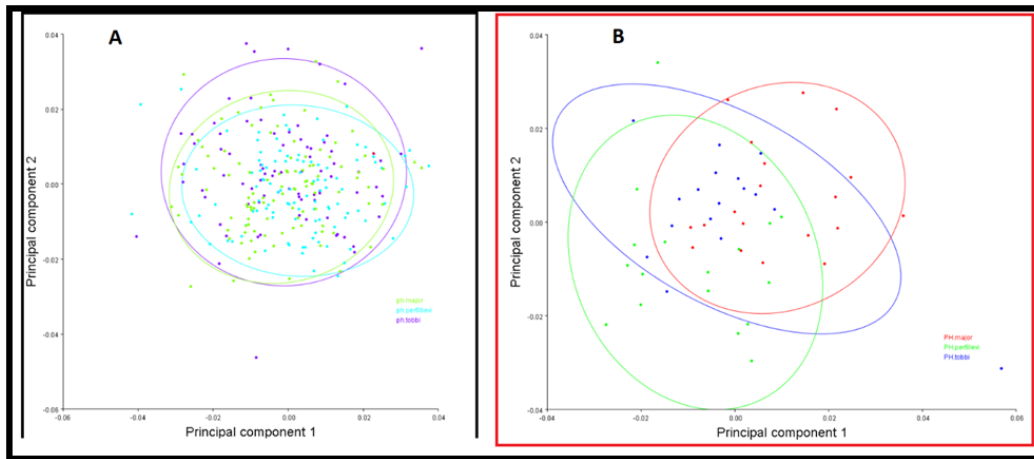 A
0.04
0.02
0.00
-0.02
-0.04
-0.06
-0.06
-0.04
-0.02
0.00
0.02
0.04
Principal component 2
Principal component 1
ph.major
ph.perfiliewi
ph.tobbi
B
0.04
0.02
0.00
-0.02
-0.04
-0.04
-0.02
0.00
0.02
0.04
0.06
Principal component 2
Principal component 1
PH.major
PH.perfiliewi
PH.tobbi